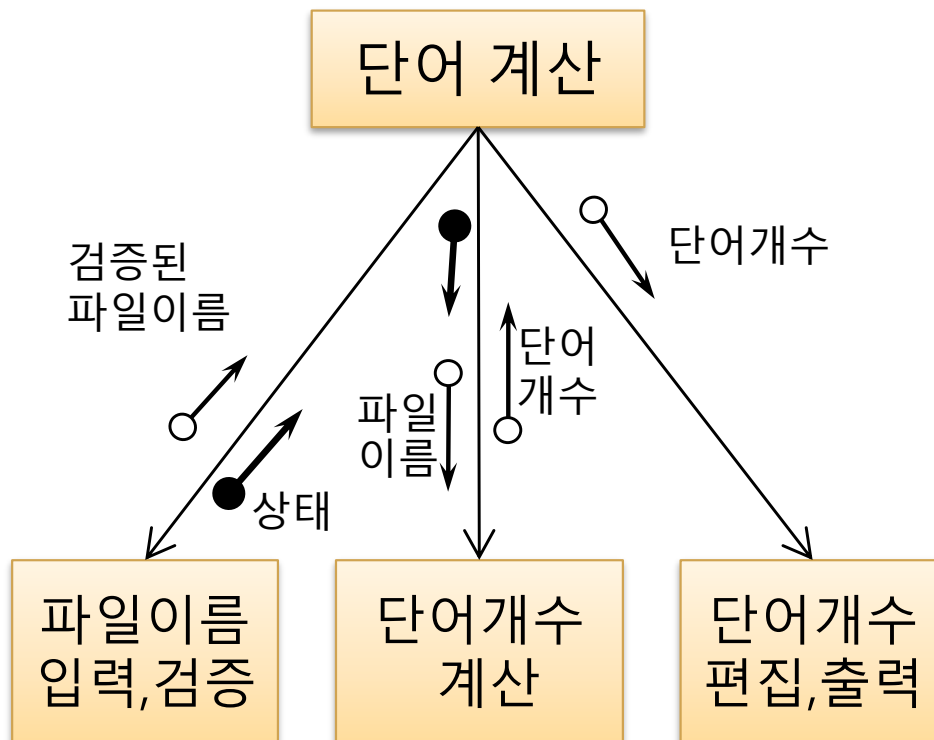 단어 계산
검증된
파일이름
단어개수
단어
개수
파일
이름
상태
파일이름
입력,검증
단어개수
계산
단어개수
편집,출력